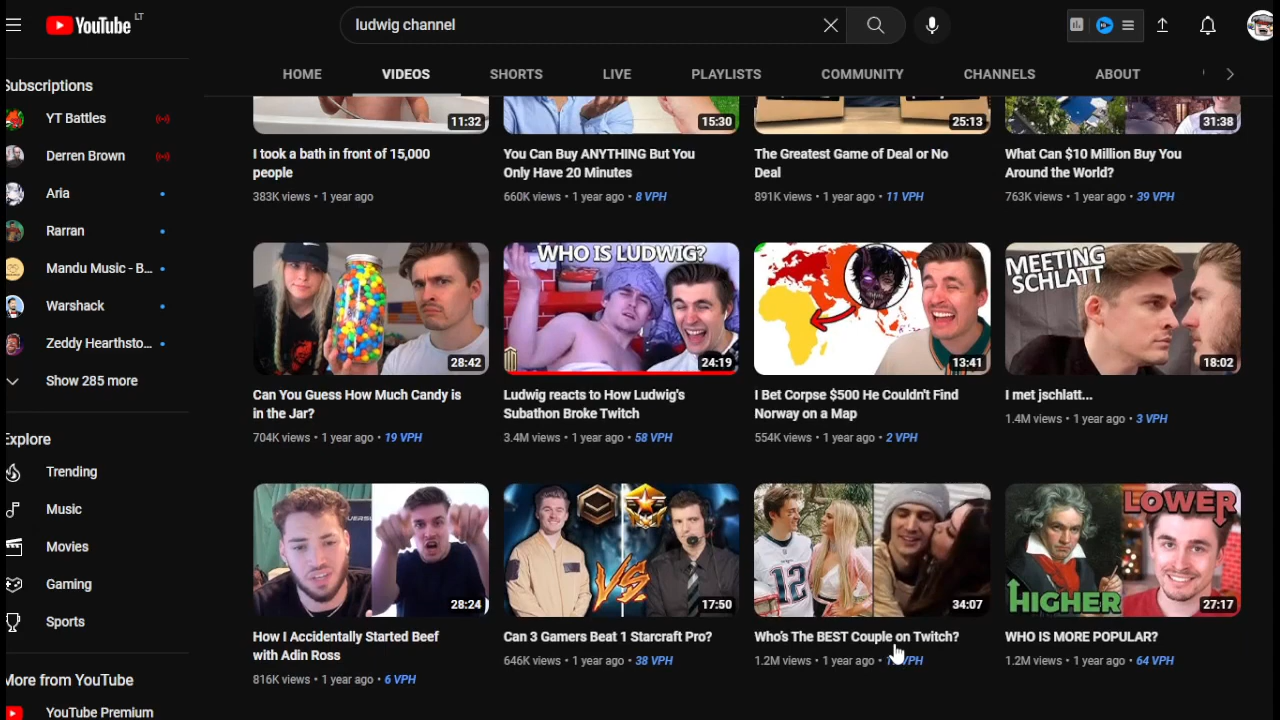 YouTube LT
ludwig channel
HOME VIDEOS SHORTS LIVE PLAYLISTS COMMUNITY CHANNELS ABOUT
Subscriptions
YT Battles
Derren Brown
Aria
Rarran
Mandu Music - B...
Warshack
Zeddy Hearthsto...
Show 285 more
Explore
Trending
Music
Movies
Gaming
Sports
More from YouTube
YouTube Premium
11:32
I took a bath in front of 15,000
people
383K views • 1 year ago
15:30
You Can Buy ANYTHING But You
Only Have 20 Minutes
660K views • 1 year ago • 8 VPH
25:13
The Greatest Game of Deal or No
Deal
891K views • 1 year ago • 11 VPH
31:38
What Can $10 Million Buy You
Around the World?
763K views • 1 year ago • 39 VPH
28:42
Can You Guess How Much Candy is
in the Jar?
704K views • 1 year ago • 19 VPH
WHO IS LUDWIG?
24:19
Ludwig reacts to How Ludwig's
Subathon Broke Twitch
3.4M views • 1 year ago • 58 VPH
13:41
I Bet Corpse $500 He Couldn't Find
Norway on a Map
554K views • 1 year ago • 2 VPH
MEETING
SCHLATT
18:02
I met jschlatt...
1.4M views • 1 year ago • 3 VPH
28:24
How I Accidentally Started Beef
with Adin Ross
816K views • 1 year ago • 6 VPH
VS.
17:50
Can 3 Gamers Beat 1 Starcraft Pro?
646K views • 1 year ago • 38 VPH
12
34:07
Who's The BEST Couple on Twitch?
1.2M views • 1 year ago • VPH
LOWER
HIGHER
27:17
WHO IS MORE POPULAR?
1.2M views • 1 year ago • 64 VPH